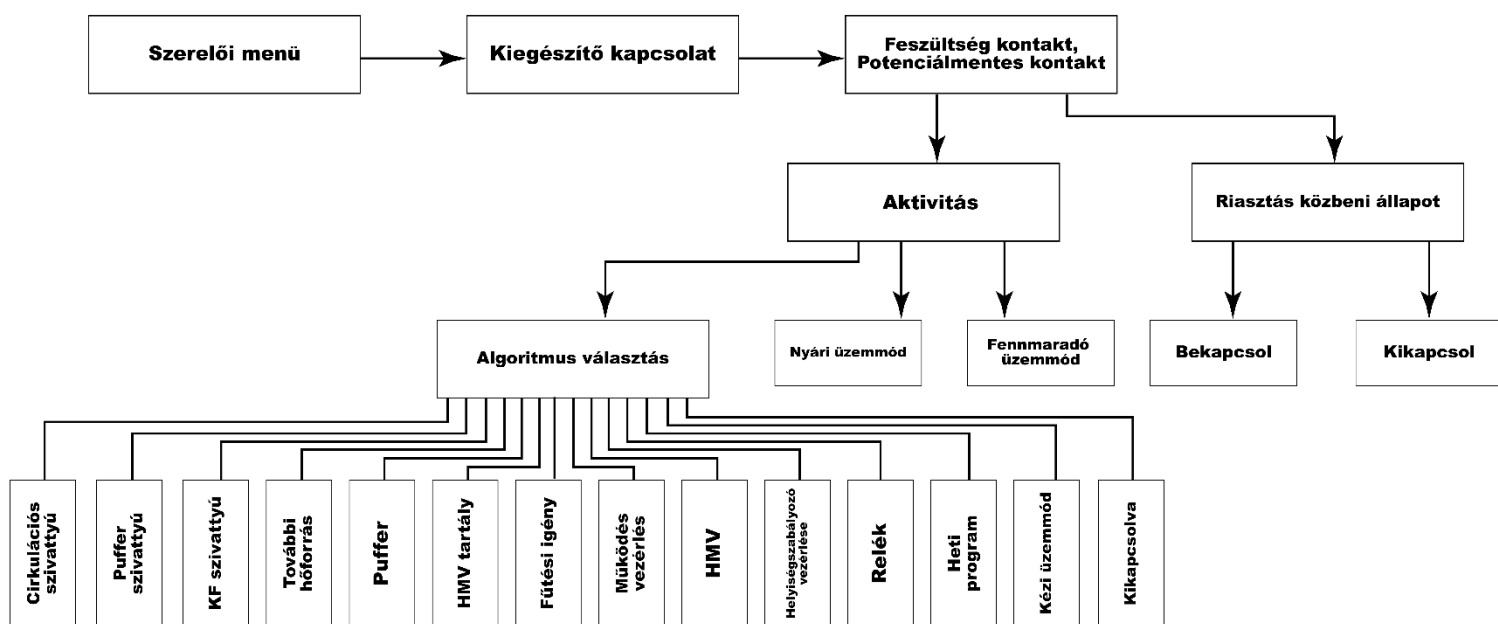 Szerelői menü
Kiegészítő kapcsolat
Feszültség kontakt,
Potenciálmentes kontakt
Aktivitás
Riasztás közbeni állapot
Algoritmus választás
Nyári üzemmód
Fennmaradó
üzemmód
Bekapcsol
Kikapcsol
Cirkulációs
szivattyú
Puffer
szivattyú
KF szivattyú
További
hőforrás
Puffer
HMV tartály
Fűtési igény
Működés
vezérlés
HMV
Helyiségszabályozó
vezérlése
Relék
Heti
program
Kézi üzemmód
Kikapcsolva